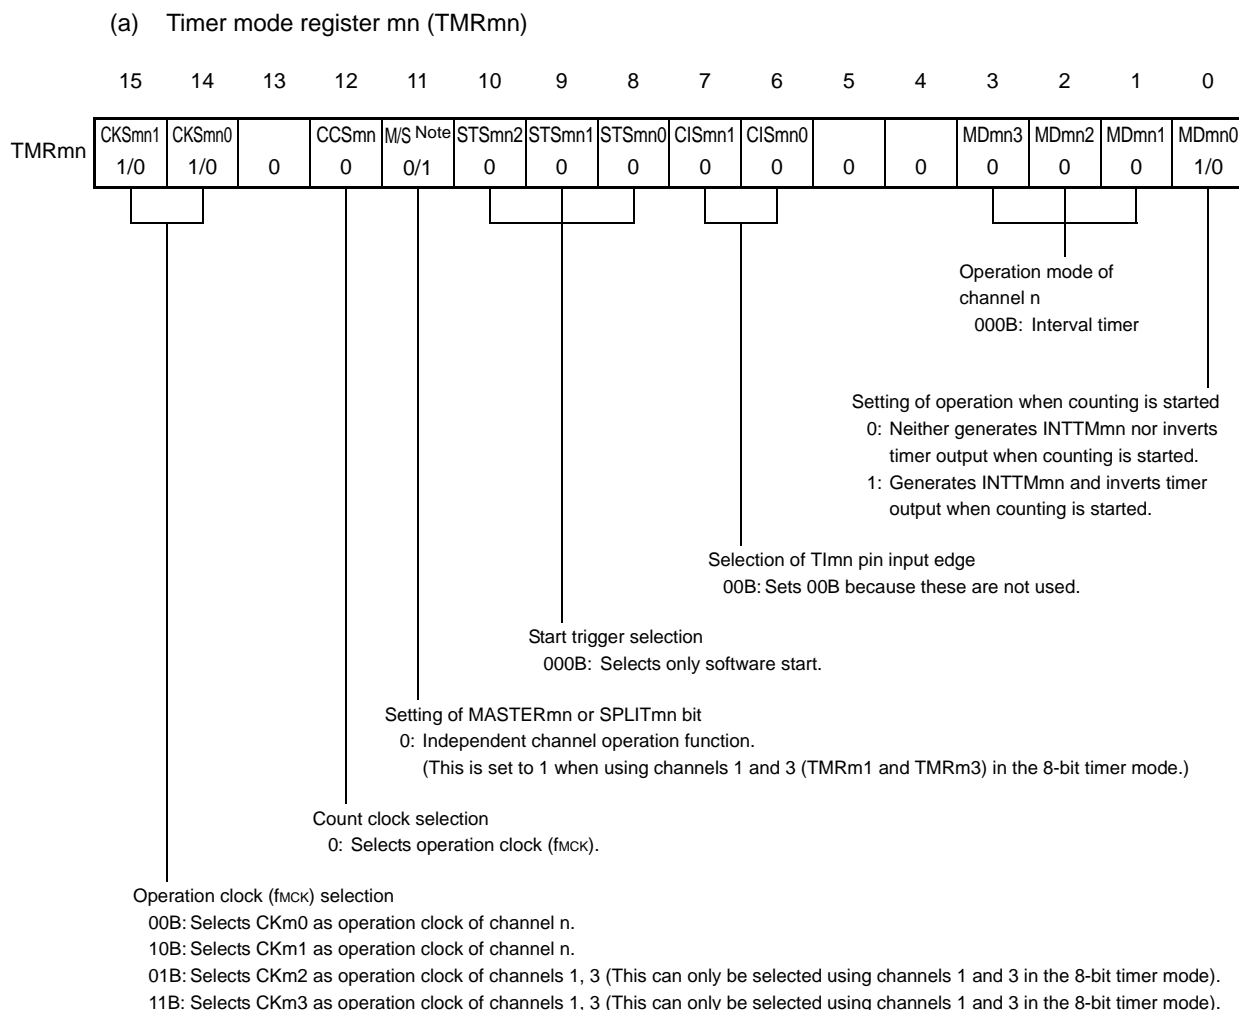 (a) Timer mode register mn (TMRmn)
15 14 13 12 11 10 9 8 7 6 5 4 3 2 1 0
TMRmn CKSmn1 CKSmn0 CCSmn M/S Note STSmn2 STSmn1 STSmn0 CISmn1 CISmn0 MDmn3 MDmn2 MDmn1 MDmn0
1/0 1/0 0 0 0/1 0 0 0 0 0 0 0 0 0 0 1/0
Operation mode of
channel n
000B: Interval timer
Setting of operation when counting is started
0: Neither generates INTTMmn nor inverts
timer output when counting is started.
1: Generates INTTMmn and inverts timer
output when counting is started.
Selection of TImn pin input edge
00B: Sets 00B because these are not used.
Start trigger selection
000B: Selects only software start.
Setting of MASTERmn or SPLITmn bit
0: Independent channel operation function.
(This is set to 1 when using channels 1 and 3 (TMRm1 and TMRm3) in the 8-bit timer mode.)
Count clock selection
0: Selects operation clock (fMCK).
Operation clock (fMCK) selection
00B: Selects CKm0 as operation clock of channel n.
10B: Selects CKm1 as operation clock of channel n.
01B: Selects CKm2 as operation clock of channels 1, 3 (This can only be selected using channels 1 and 3 in the 8-bit timer mode).
11B: Selects CKm3 as operation clock of channels 1, 3 (This can only be selected using channels 1 and 3 in the 8-bit timer mode).